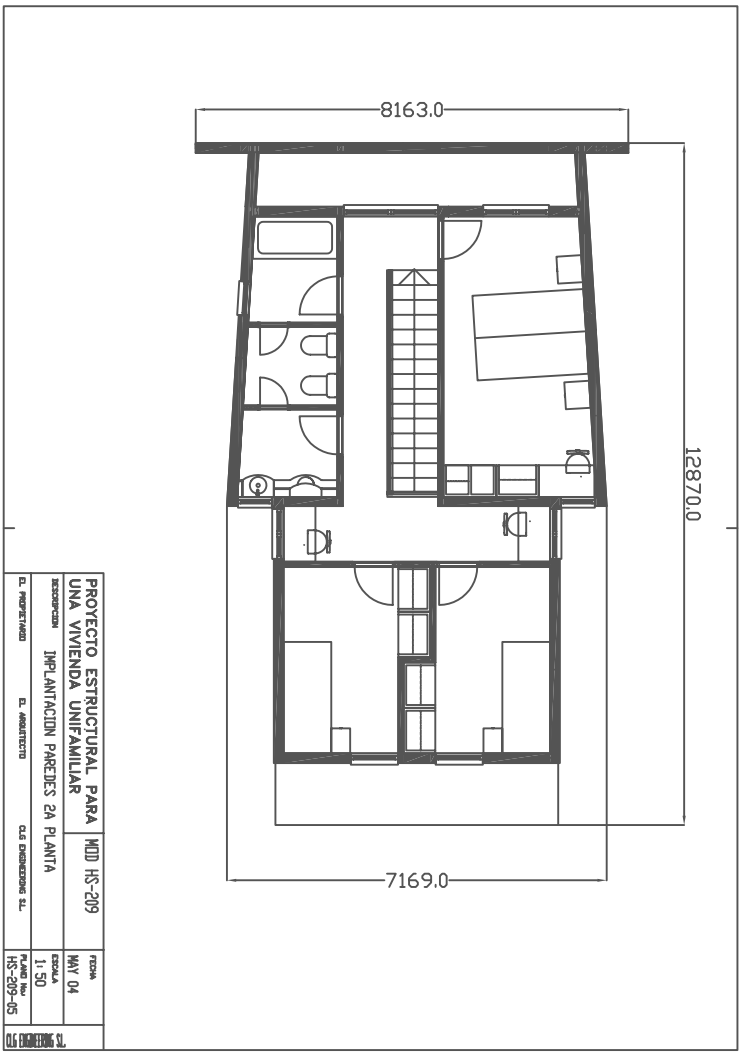 8163.0
12870.0
7169.0
PROYECTO ESTRUCTURAL PARA
UNA VIVIENDA UNIFAMILIAR
MOD HS-209
FECHA
MAY 04
DESCRIPCION
IMPLANTACION PAREDES 2A PLANTA
ESCALA
1: 50
EL PROPIETARIO
EL ARQUITECTO
CLG ENGINEERING SL.
PLANO No.:
HS-209-05
CLG ENGINEERING SL.